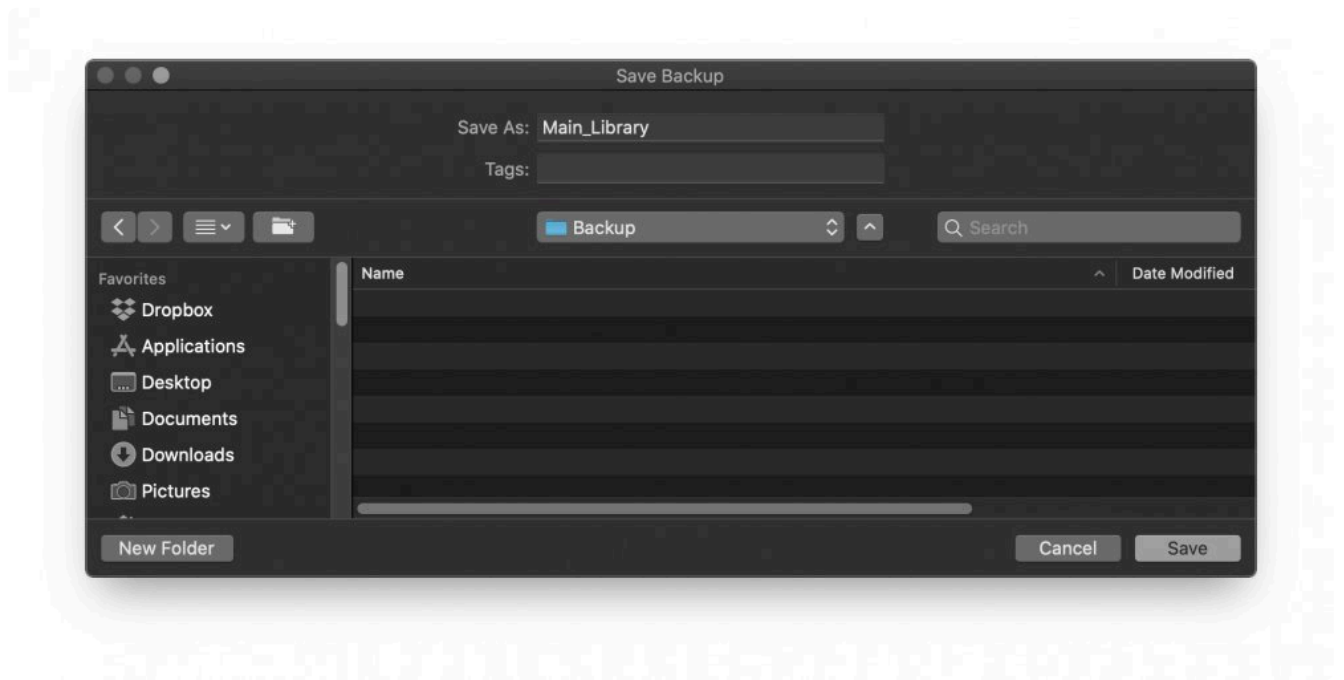 Save Backup
Save As: Main_Library
Tags:
Backup
Search
Favorites
Name
Date Modified
Dropbox
Applications
Desktop
Documents
Downloads
Pictures
New Folder
Cancel
Save